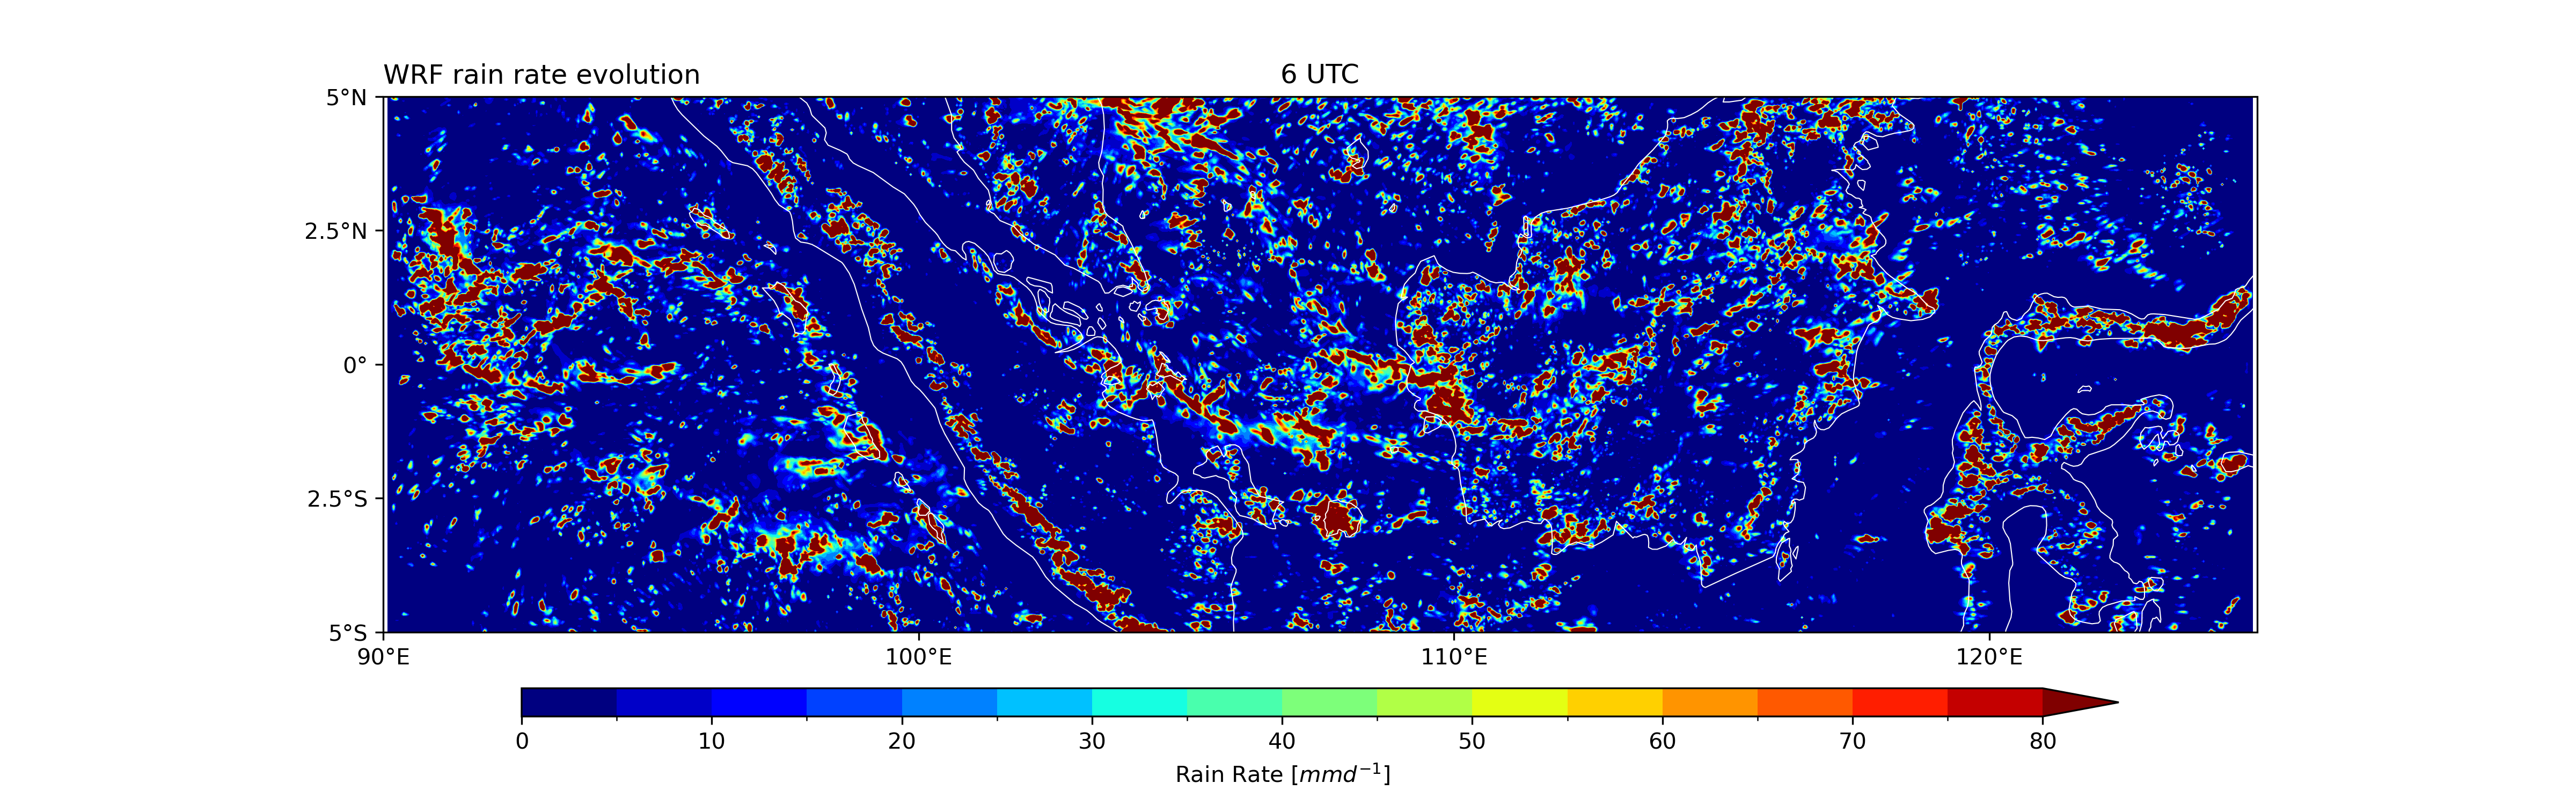 WRF rain rate evolution
6 UTC
5°N
2.5°N
0°
2.5°S
5°S
90°E 100°E 110°E 120°E
0 10 20 30 40 50 60 70 80
Rain Rate [mmd⁻¹]